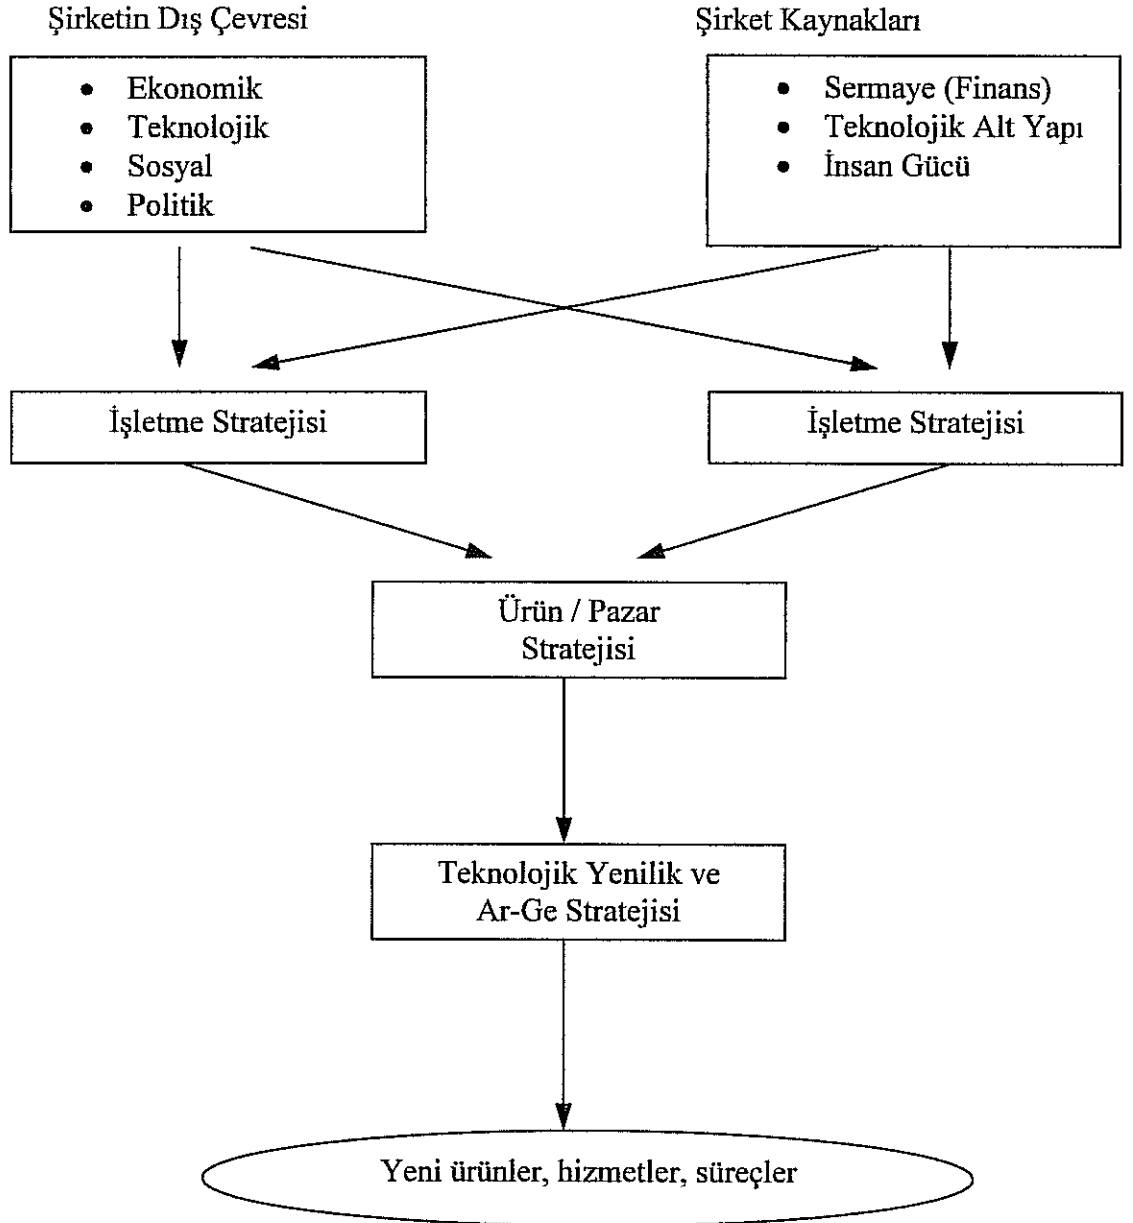 Şirketin Dış Çevresi
Şirket Kaynakları
• Ekonomik
• Teknolojik
• Sosyal
• Politik
• Sermaye (Finans)
• Teknolojik Alt Yapı
• İnsan Gücü
İşletme Stratejisi
İşletme Stratejisi
Ürün / Pazar
Stratejisi
Teknolojik Yenilik ve
Ar-Ge Stratejisi
Yeni ürünler, hizmetler, süreçler